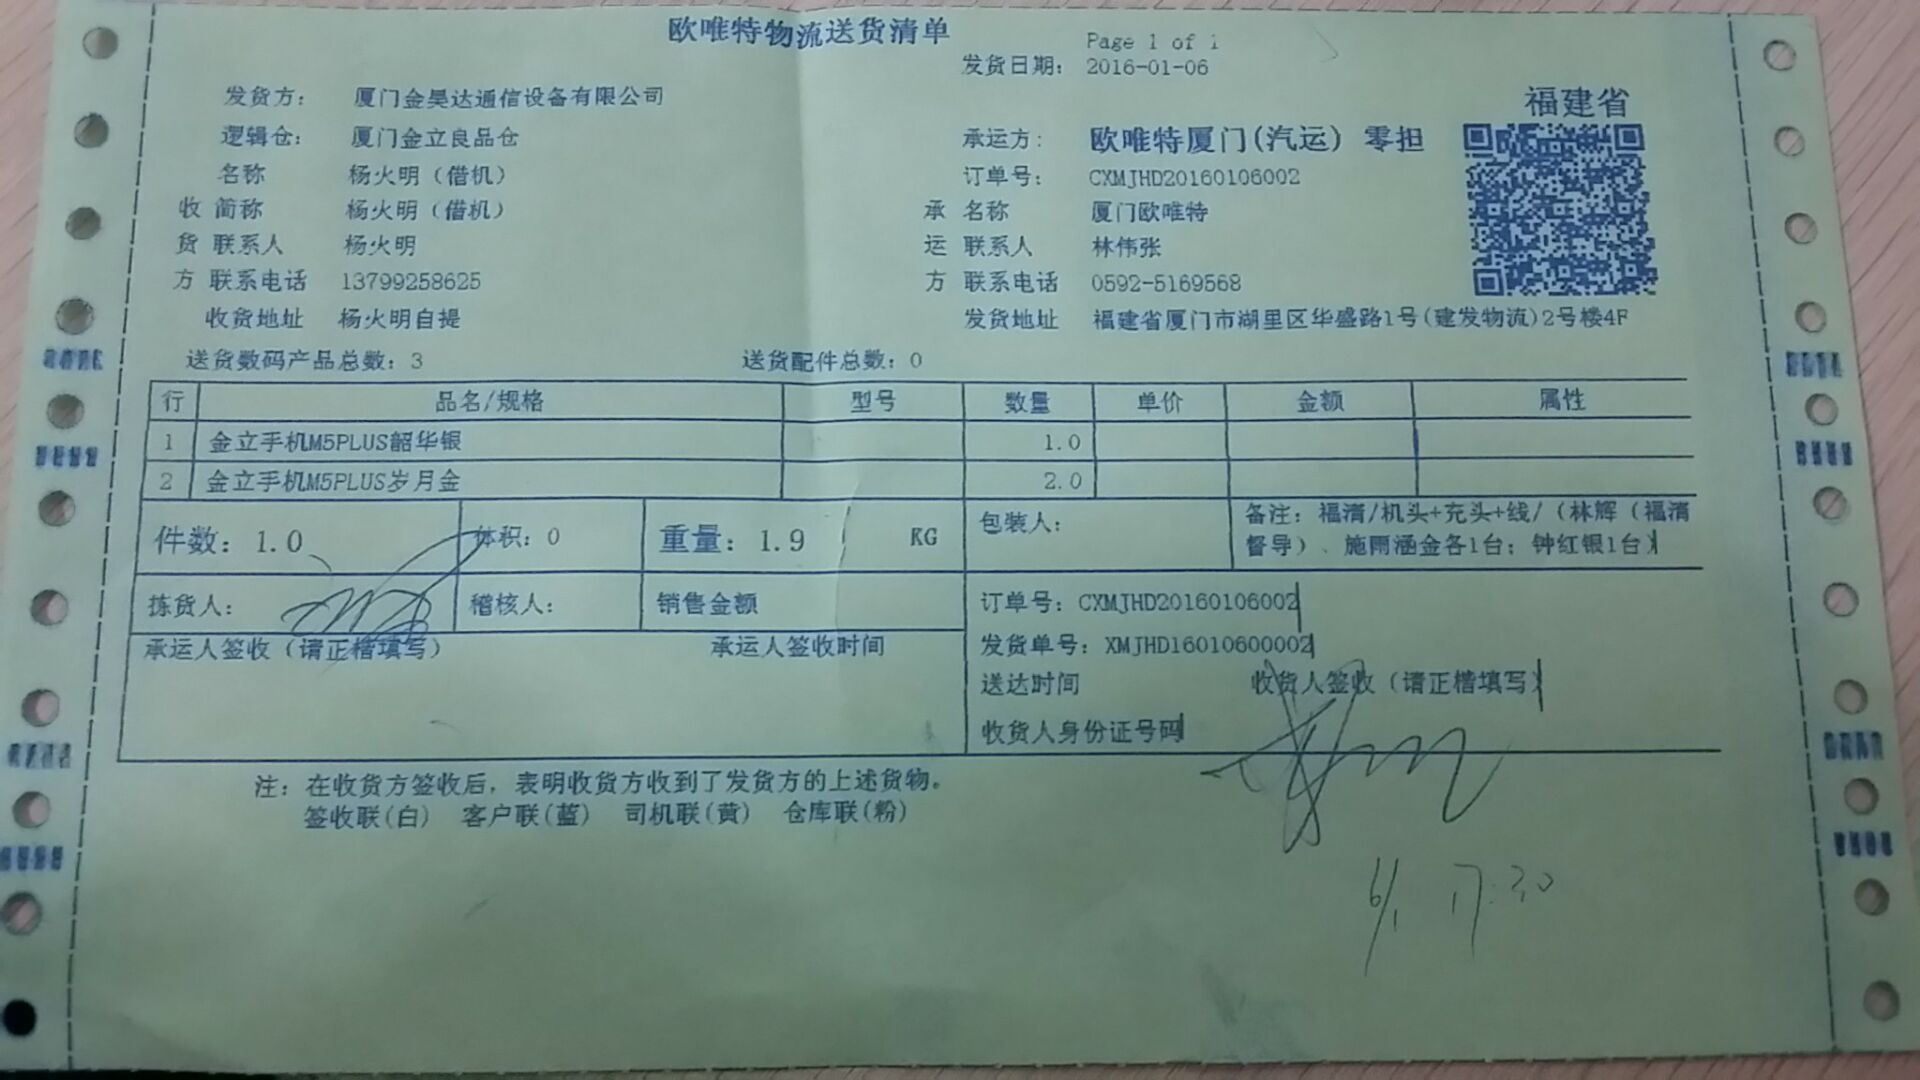 欧唯特物流送货清单
Page 1 of 1
发货日期: 2016-01-06
福建省
发货方: 厦门金昊达通信设备有限公司
逻辑仓: 厦门金立良品仓 承运方: 欧唯特厦门(汽运) 零担
名称 杨火明（借机） 订单号: CXMJHD20160106002
收 简称 杨火明（借机） 承 名称 厦门欧唯特
货 联系人 杨火明 运 联系人 林伟张
方 联系电话 13799258625 方 联系电话 0592-5169568
收货地址 杨火明自提 发货地址 福建省厦门市湖里区华盛路1号(建发物流)2号楼4F
送货数码产品总数: 3 送货配件总数: 0
行 品名/规格 型号 数量 单价 金额 属性
1 金立手机M5PLUS韶华银 1.0
2 金立手机M5PLUS岁月金 2.0
件数: 1.0 体积: 0 重量: 1.9 KG 包装人:
备注: 福清/机头+充头+线/（林辉（福清
督导）、施雨涵金各1台; 钟红银1台）
拣货人: 稽核人: 销售金额 订单号: CXMJHD20160106002
承运人签收（请正楷填写） 承运人签收时间 发货单号: XMJHD16010600002
送达时间 收货人签收（请正楷填写）
收货人身份证号码
注: 在收货方签收后, 表明收货方收到了发货方的上述货物。
签收联(白) 客户联(蓝) 司机联(黄) 仓库联(粉)
6/1 17:30